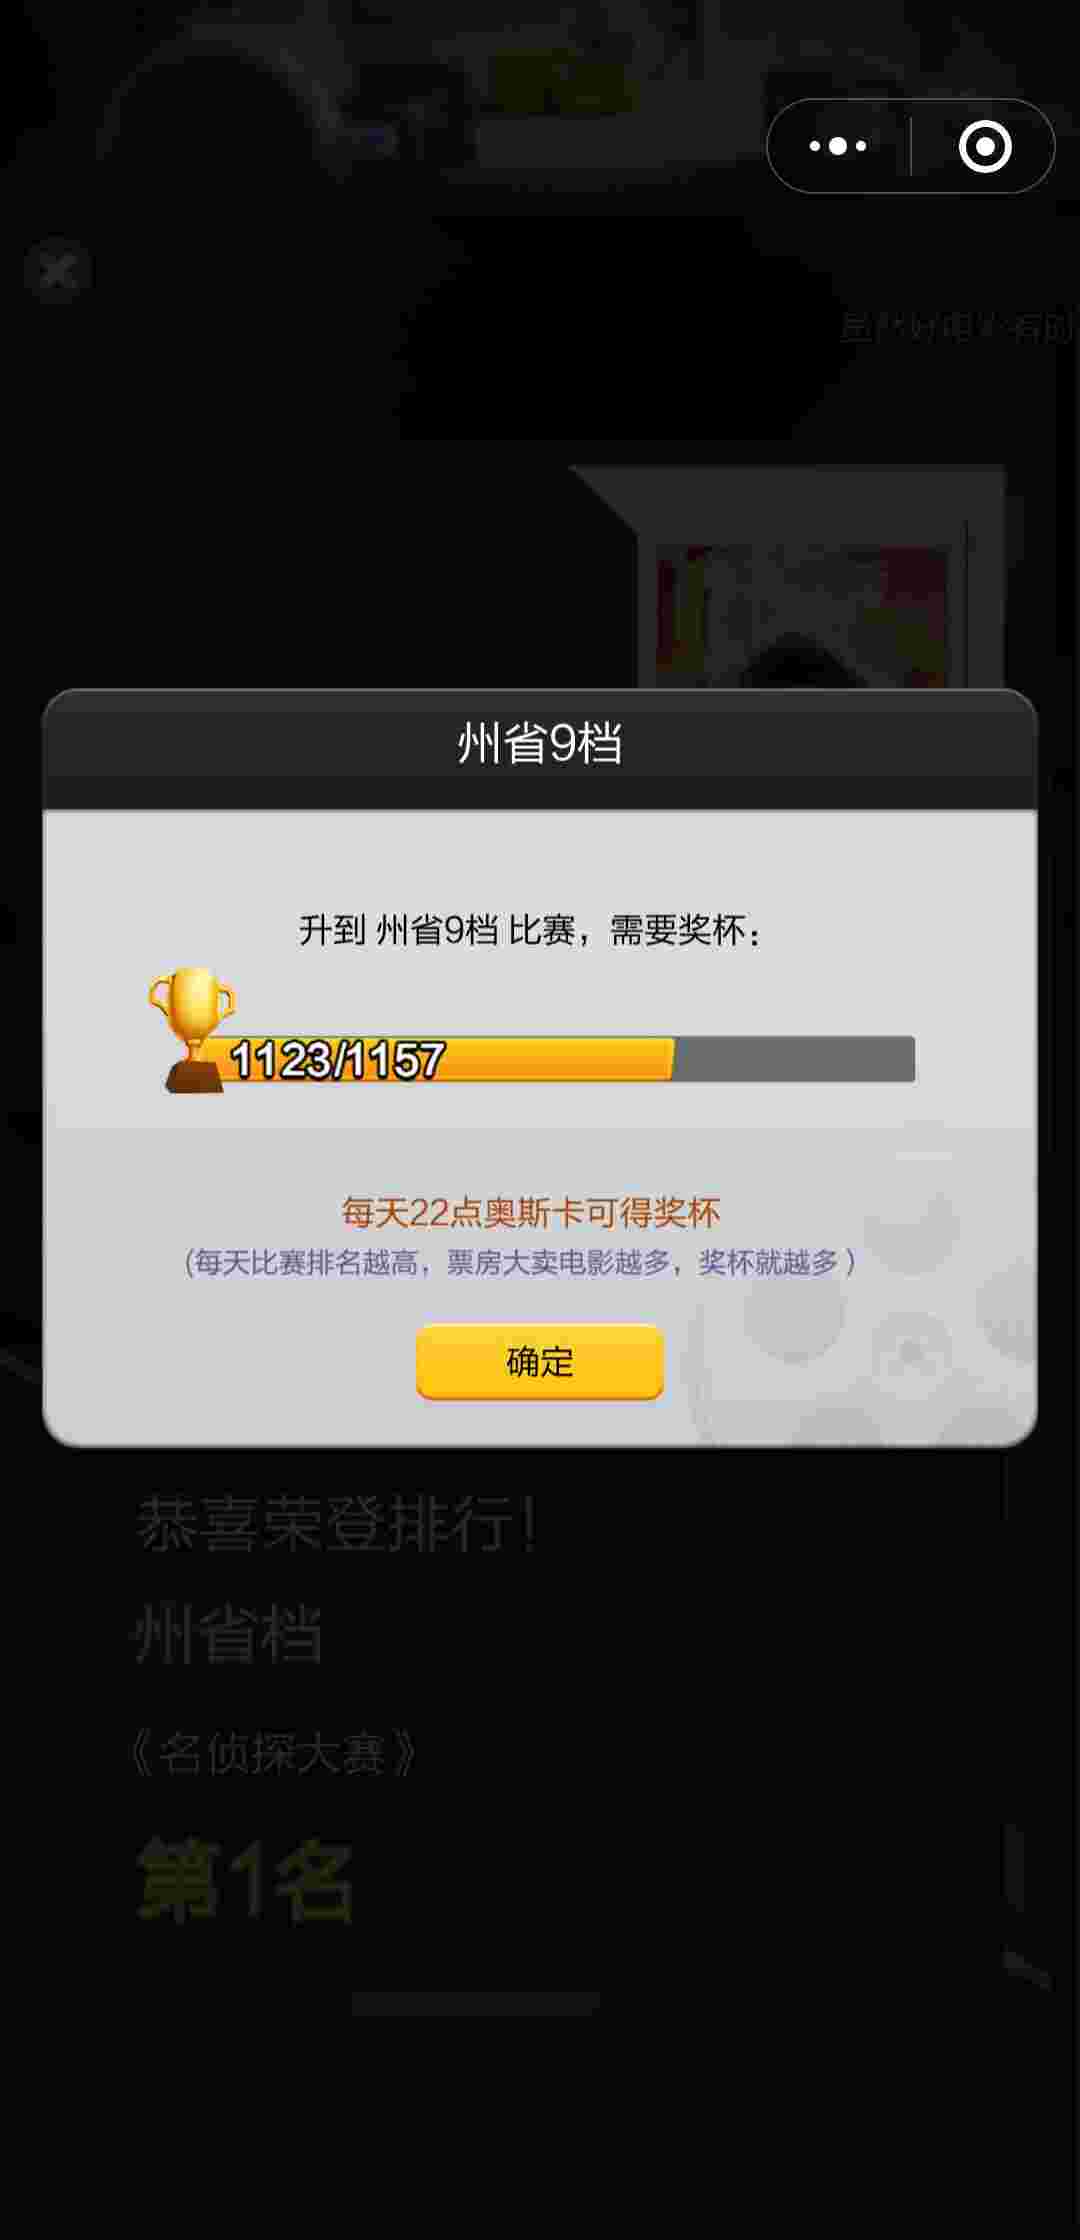 州省9档
升到 州省9档 比赛，需要奖杯：
1123/1157
每天22点奥斯卡可得奖杯
(每天比赛排名越高，票房大卖电影越多，奖杯就越多）
确定
恭喜荣登排行！
州省档
《名侦探大赛》
第1名